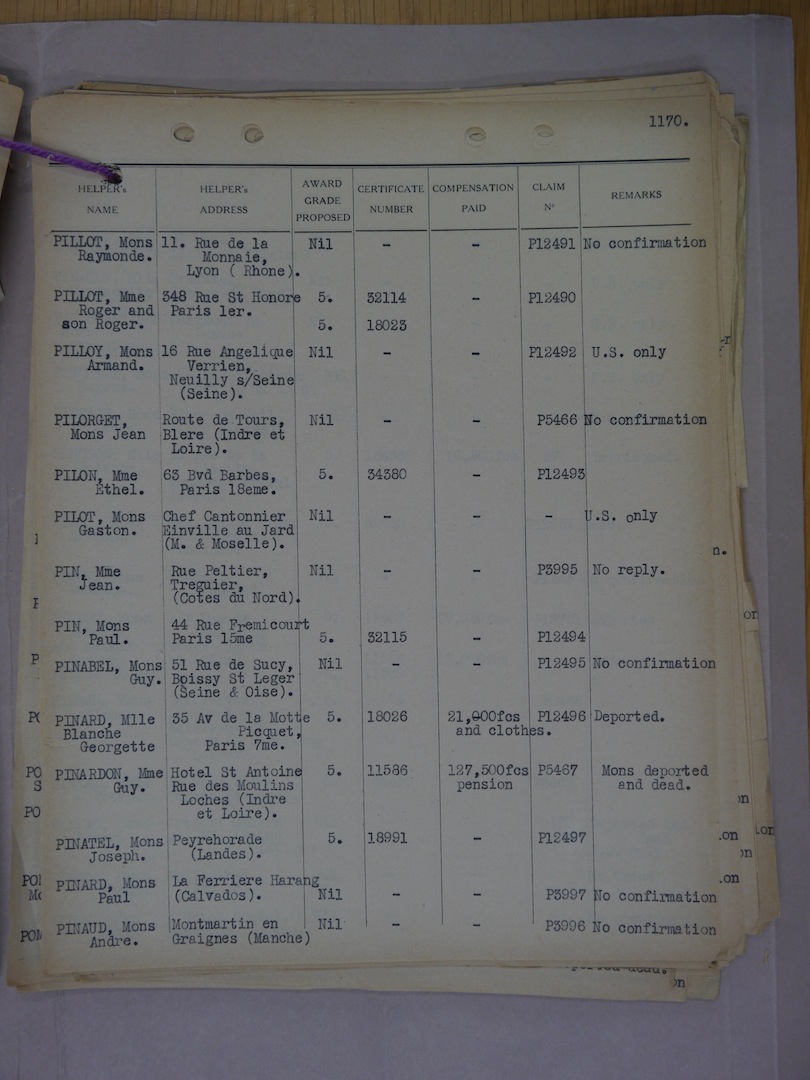 1170.
HELPER's NAME | HELPER's ADDRESS | AWARD GRADE PROPOSED | CERTIFICATE NUMBER | COMPENSATION PAID | CLAIM Nº | REMARKS
PILLOT, Mons 11. Rue de la Nil - - P12491 No confirmation
Raymonde. Monnaie,
Lyon ( Rhone).
PILLOT, Mme 348 Rue St Honore 5. 32114 - P12490
Roger and Paris 1er.
son Roger. 5. 18023
PILLOY, Mons 16 Rue Angelique Nil - - P12492 U.S. only
Armand. Verrien,
Neuilly s/Seine
(Seine).
PILORGET, Route de Tours, Nil - - P5466 No confirmation
Mons Jean Blere (Indre et
Loire).
PILON, Mme 63 Bvd Barbes, 5. 34380 - P12493
Ethel. Paris 18eme.
PILOT, Mons Chef Cantonnier Nil - - - U.S. only
Gaston. Einville au Jard
(M. & Moselle).
PIN, Mme Rue Peltier, Nil - - P3995 No reply.
Jean. Treguier,
(Cotes du Nord).
PIN, Mons 44 Rue Fremicourt
Paul. Paris 15me 5. 32115 - P12494
PINABEL, Mons 51 Rue de Sucy, Nil - - P12495 No confirmation
Guy. Boissy St Leger
(Seine & Oise).
PINARD, Mlle 35 Av de la Motte 5. 18026 21,000fcs P12496 Deported.
Blanche Picquet, and clothes.
Georgette Paris 7me.
PINARDON, Mme Hotel St Antoine 5. 11586 127,500fcs P5467 Mons deported
Guy. Rue des Moulins pension and dead.
Loches (Indre
et Loire).
PINATEL, Mons Peyrehorade 5. 18991 - P12497
Joseph. (Landes).
PINARD, Mons La Ferriere Harang
Paul (Calvados). Nil - - P3997 No confirmation
PINAUD, Mons Montmartin en Nil - - P3996 No confirmation
Andre. Graignes (Manche)